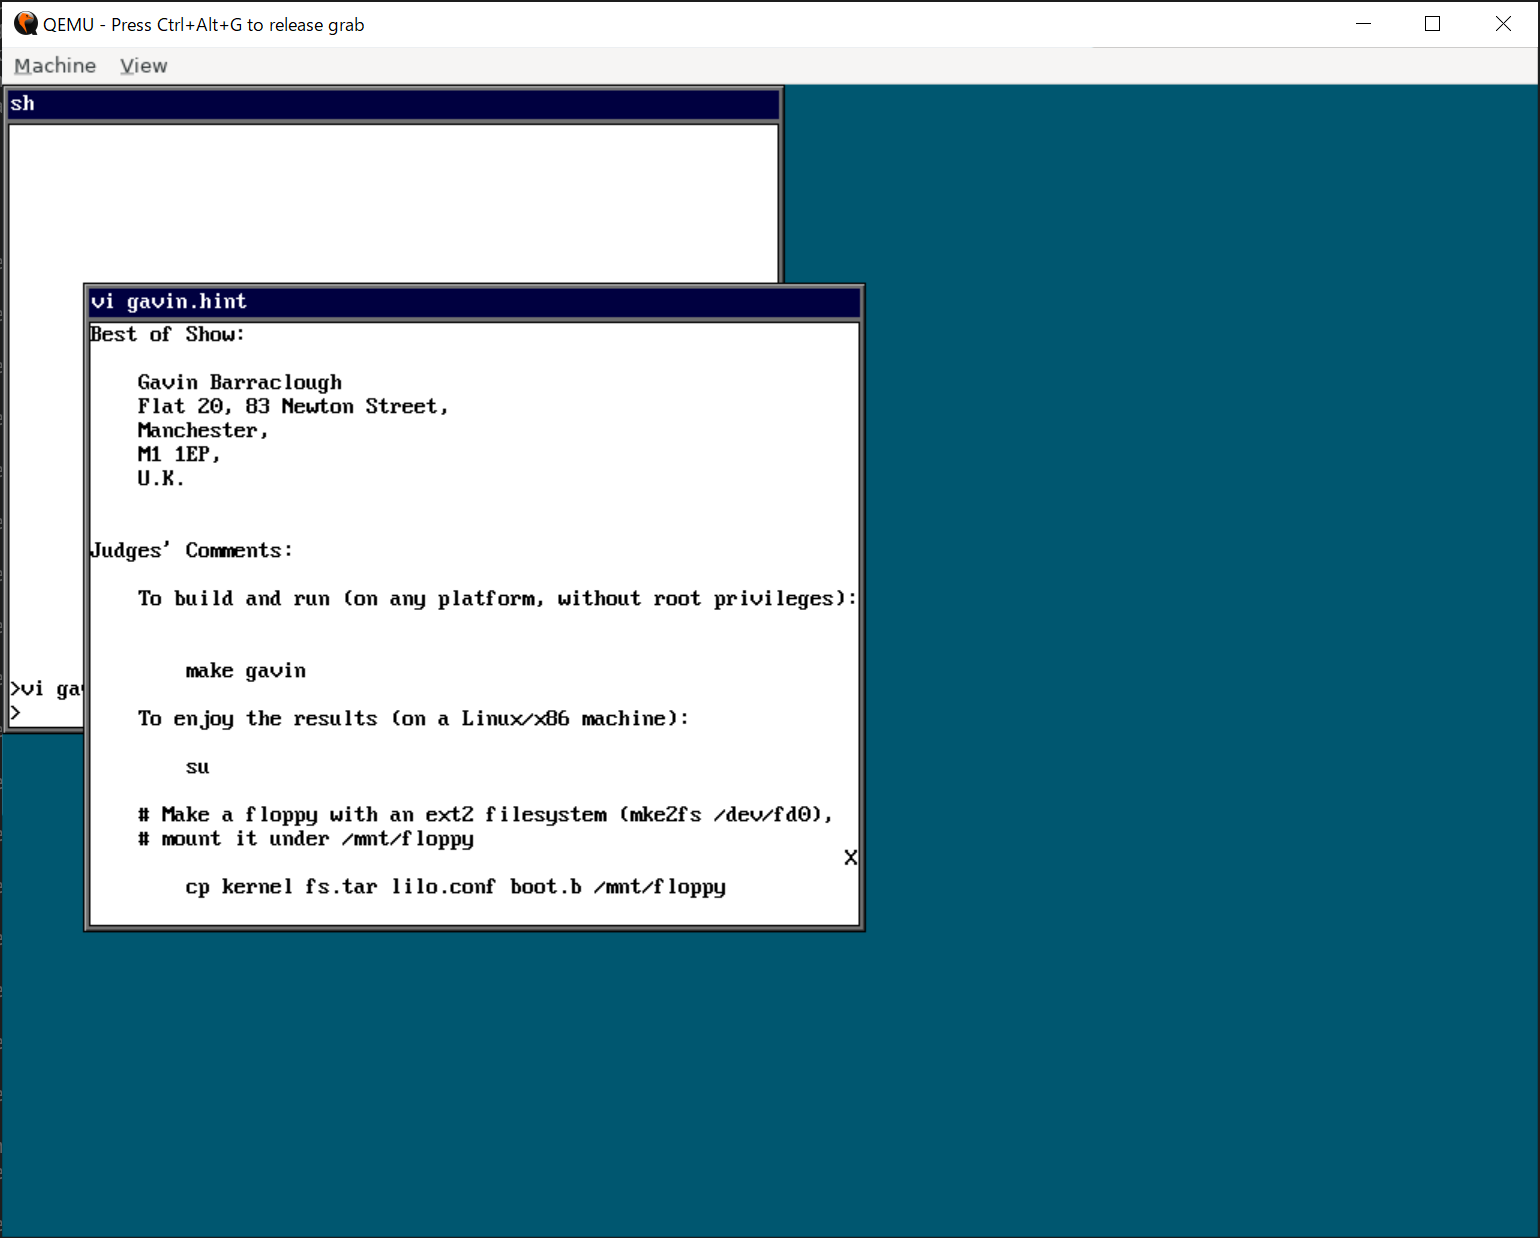 QEMU - Press Ctrl+Alt+G to release grab
Machine View
sh
vi gavin.hint
Best of Show:
Gavin Barraclough
Flat 20, 83 Newton Street,
Manchester,
M1 1EP,
U.K.
Judges' Comments:
To build and run (on any platform, without root privileges):
make gavin
To enjoy the results (on a Linux/x86 machine):
su
# Make a floppy with an ext2 filesystem (mke2fs /dev/fd0),
# mount it under /mnt/floppy
cp kernel fs.tar lilo.conf boot.b /mnt/floppy
>vi gav
>